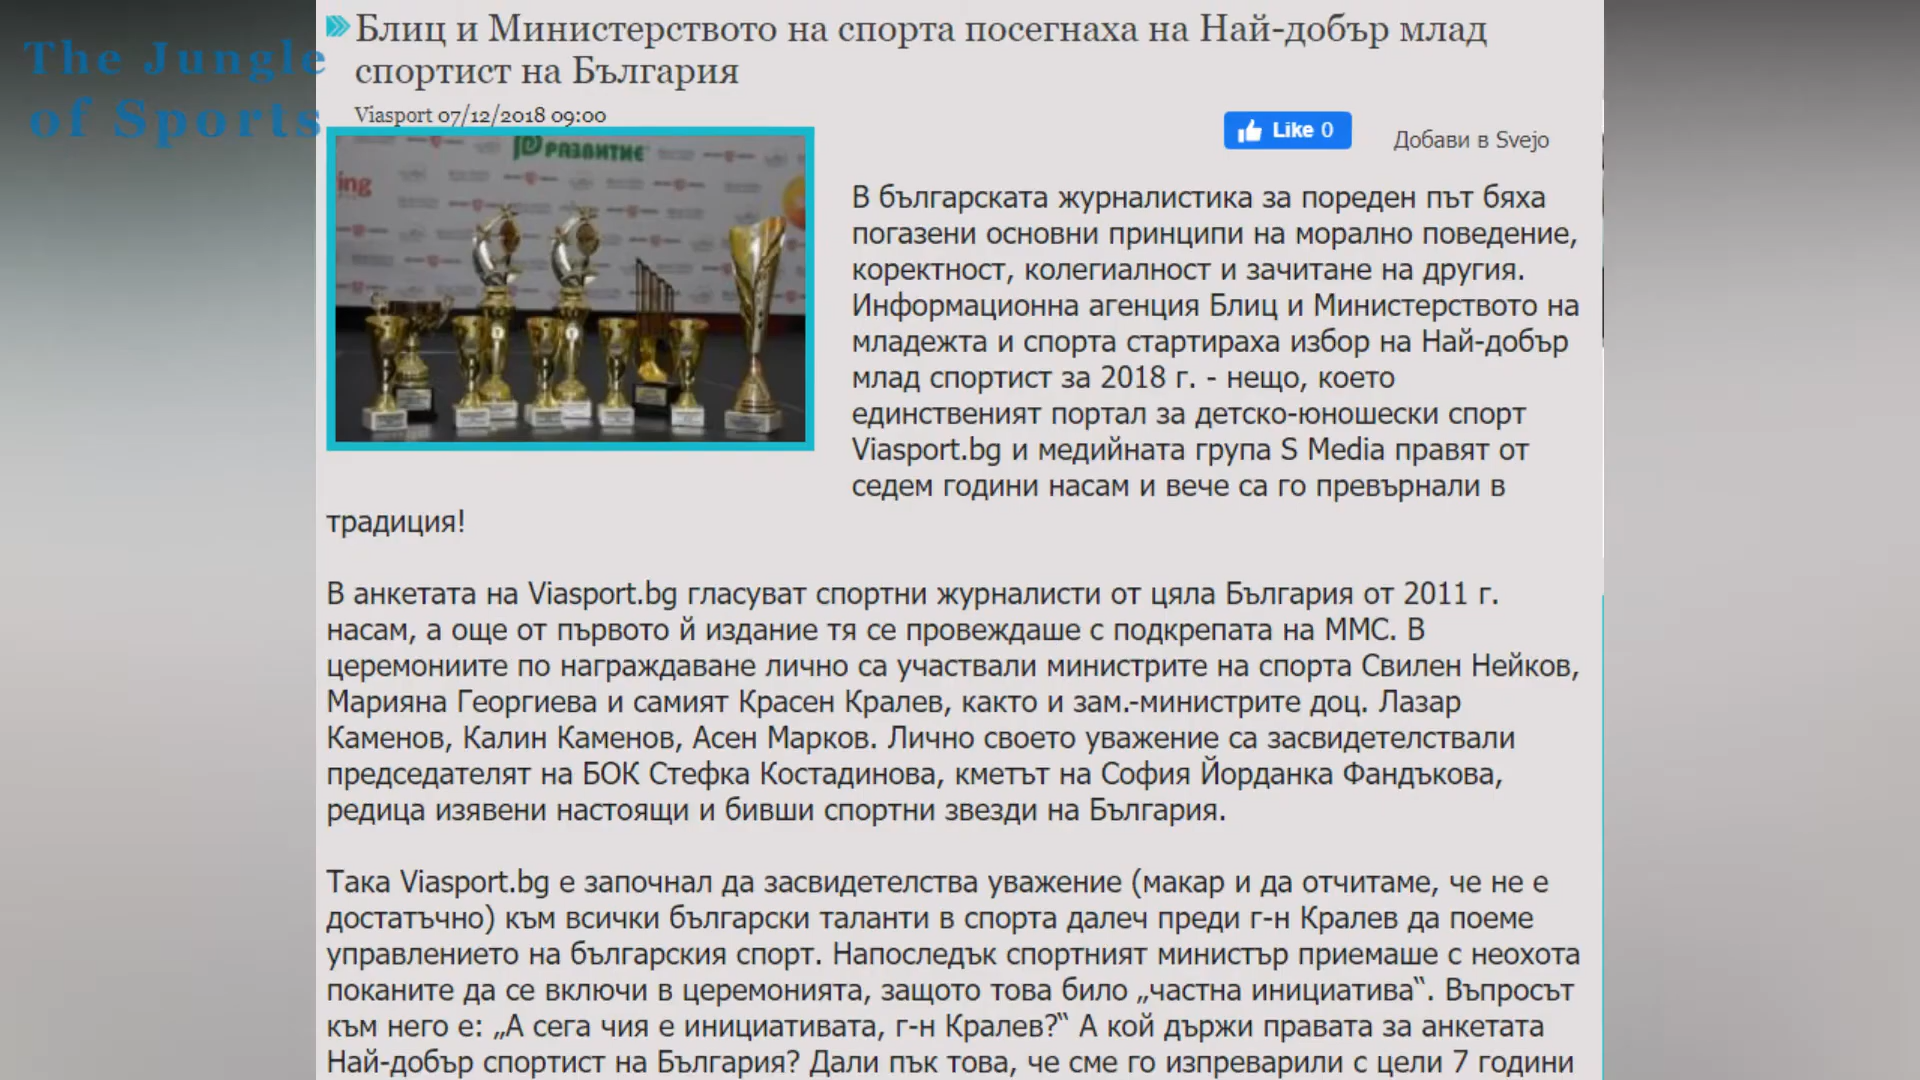 The Jungle
of Sports
Блиц и Министерството на спорта посегнаха на Най-добър млад
спортист на България
Viasport 07/12/2018 09:00
Like 0
Добави в Svejo
РАЗВИТИЕ
ing
В българската журналистика за пореден път бяха
погазени основни принципи на морално поведение,
коректност, колегиалност и зачитане на другия.
Информационна агенция Блиц и Министерството на
младежта и спорта стартираха избор на Най-добър
млад спортист за 2018 г. - нещо, което
единственият портал за детско-юношески спорт
Viasport.bg и медийната група S Media правят от
седем години насам и вече са го превърнали в
традиция!
В анкетата на Viasport.bg гласуват спортни журналисти от цяла България от 2011 г.
насам, а още от първото й издание тя се провеждаше с подкрепата на ММС. В
церемониите по награждаване лично са участвали министрите на спорта Свилен Нейков,
Марияна Георгиева и самият Красен Кралев, както и зам.-министрите доц. Лазар
Каменов, Калин Каменов, Асен Марков. Лично своето уважение са засвидетелствали
председателят на БОК Стефка Костадинова, кметът на София Йорданка Фандъкова,
редица изявени настоящи и бивши спортни звезди на България.
Така Viasport.bg е започнал да засвидетелства уважение (макар и да отчитаме, че не е
достатъчно) към всички български таланти в спорта далеч преди г-н Кралев да поеме
управлението на българския спорт. Напоследък спортният министър приемаше с неохота
поканите да се включи в церемонията, защото това било „частна инициатива“. Въпросът
към него е: „А сега чия е инициативата, г-н Кралев?“ А кой държи правата за анкетата
Най-добър спортист на България? Дали пък това, че сме го изпреварили с цели 7 години